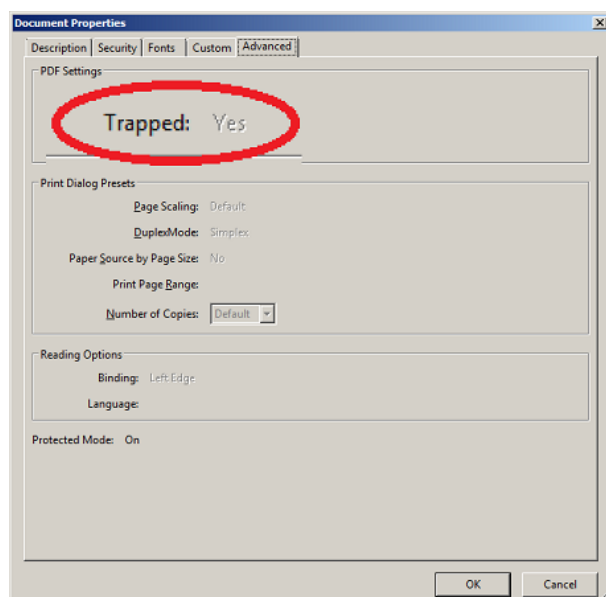 Document Properties
Description Security Fonts Custom Advanced
PDF Settings
Trapped: Yes
Print Dialog Presets
Page Scaling: Default
DuplexMode: Simplex
Paper Source by Page Size: No
Print Page Range:
Number of Copies: Default
Reading Options
Binding: Left Edge
Language:
Protected Mode: On
OK Cancel